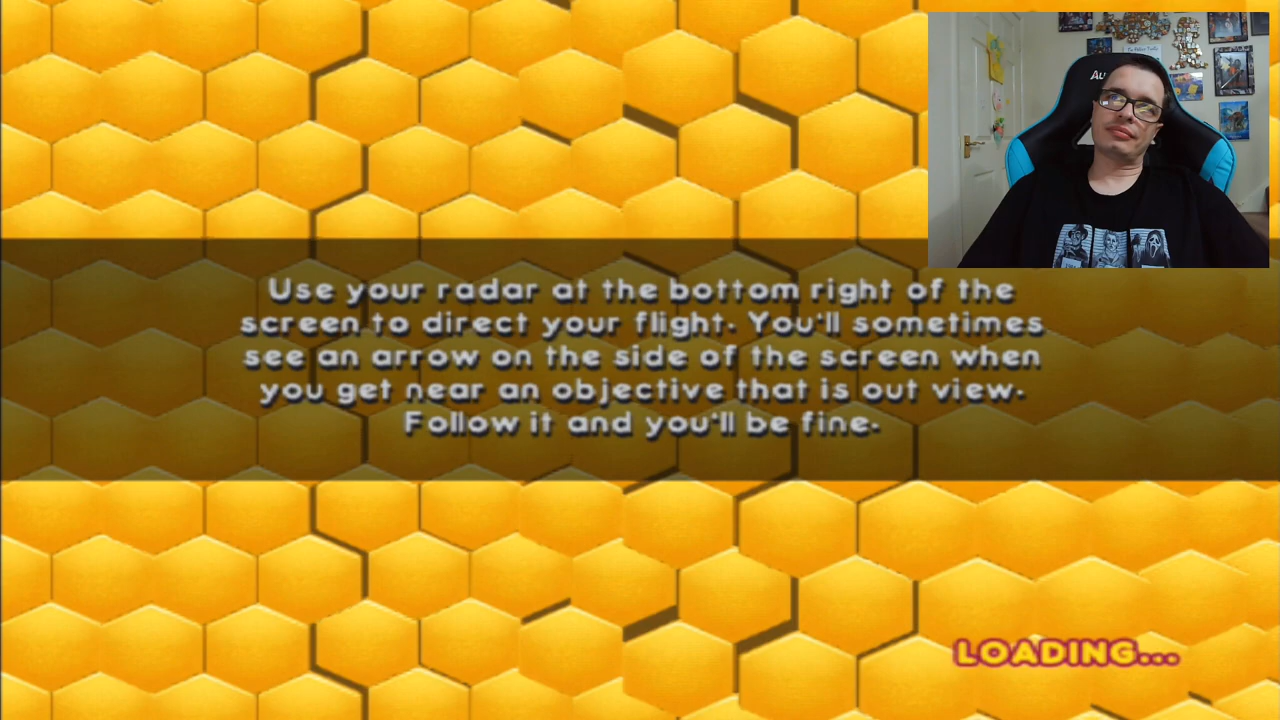 Use your radar at the bottom right of the
screen to direct your flight. You'll sometimes
see an arrow on the side of the screen when
you get near an objective that is out view.
Follow it and you'll be fine.
LOADING...